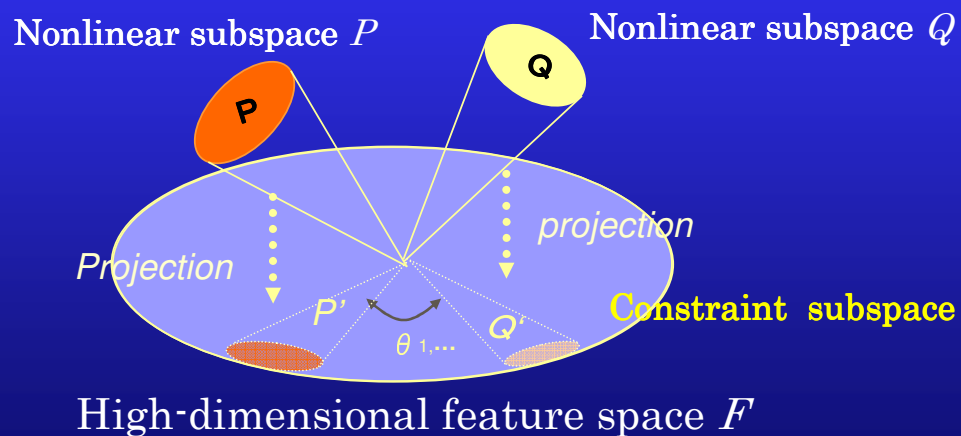 Nonlinear subspace P
Nonlinear subspace Q
P
Q
Projection
projection
P’
Q‘
θ 1,...
Constraint subspace
High-dimensional feature space F